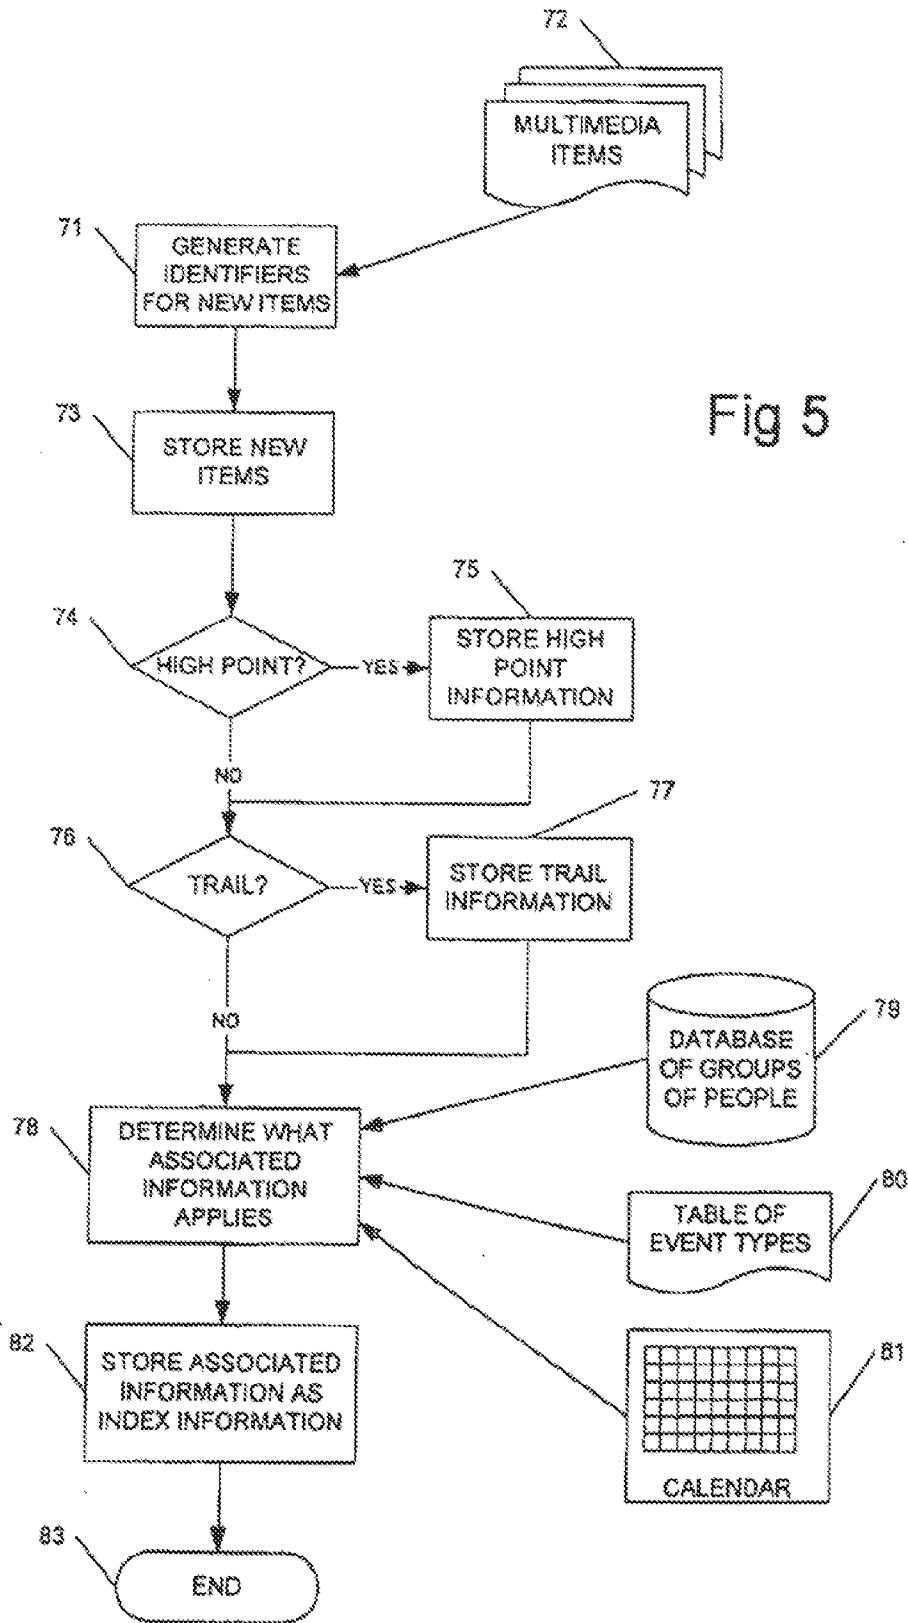 72
MULTIMEDIA
ITEMS
71
GENERATE
IDENTIFIERS
FOR NEW ITEMS
Fig 5
73
STORE NEW
ITEMS
74
HIGH POINT?
YES
75
STORE HIGH
POINT
INFORMATION
NO
76
TRAIL?
YES
77
STORE TRAIL
INFORMATION
NO
79
DATABASE
OF GROUPS
OF PEOPLE
78
DETERMINE WHAT
ASSOCIATED
INFORMATION
APPLIES
80
TABLE OF
EVENT TYPES
82
STORE ASSOCIATED
INFORMATION AS
INDEX INFORMATION
81
CALENDAR
83
END